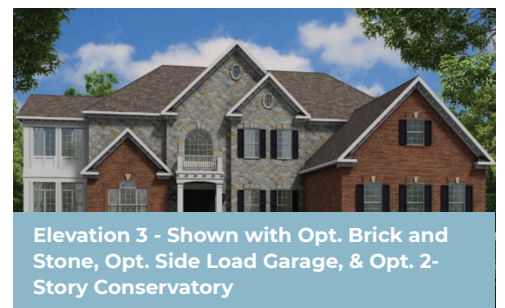 Elevation 3 - Shown with Opt. Brick and
Stone, Opt. Side Load Garage, & Opt. 2-
Story Conservatory